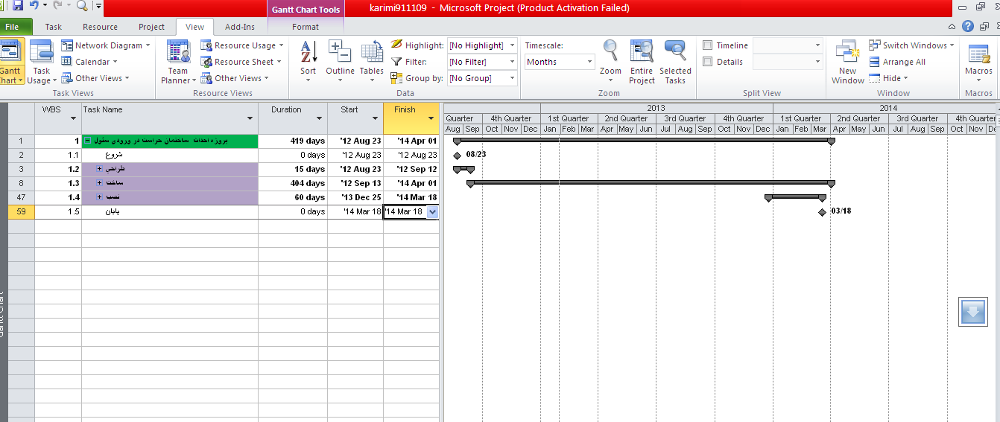 karimi911109 - Microsoft Project (Product Activation Failed)
Gantt Chart Tools
File Task Resource Project View Add-Ins Format
Gantt Chart
Task Usage
Network Diagram
Calendar
Other Views
Task Views
Team Planner
Resource Usage
Resource Sheet
Other Views
Resource Views
Sort
Outline
Tables
Highlight: [No Highlight]
Filter: [No Filter]
Group by: [No Group]
Data
Timescale:
Months
Zoom
Entire Project
Selected Tasks
Zoom
Timeline
Details
Split View
New Window
Switch Windows
Arrange All
Hide
Window
Macros
Macros
WBS Task Name Duration Start Finish
2013 2014
Quarter 4th Quarter 1st Quarter 2nd Quarter 3rd Quarter 4th Quarter 1st Quarter 2nd Quarter 3rd Quarter 4th Quart
Aug Sep Oct Nov Dec Jan Feb Mar Apr May Jun Jul Aug Sep Oct Nov Dec Jan Feb Mar Apr May Jun Jul Aug Sep Oct Nov De
1 1 پروژه احداث ساختمان حراست در ورودی سلول 419 days '12 Aug 23 '14 Apr 01
2 1.1 شروع 0 days '12 Aug 23 '12 Aug 23 08/23
3 1.2 طراحي 15 days '12 Aug 23 '12 Sep 12
8 1.3 ساخت 404 days '12 Sep 13 '14 Apr 01
47 1.4 نصب 60 days '13 Dec 25 '14 Mar 18
59 1.5 پایان 0 days '14 Mar 18 '14 Mar 18 03/18
Gantt Chart